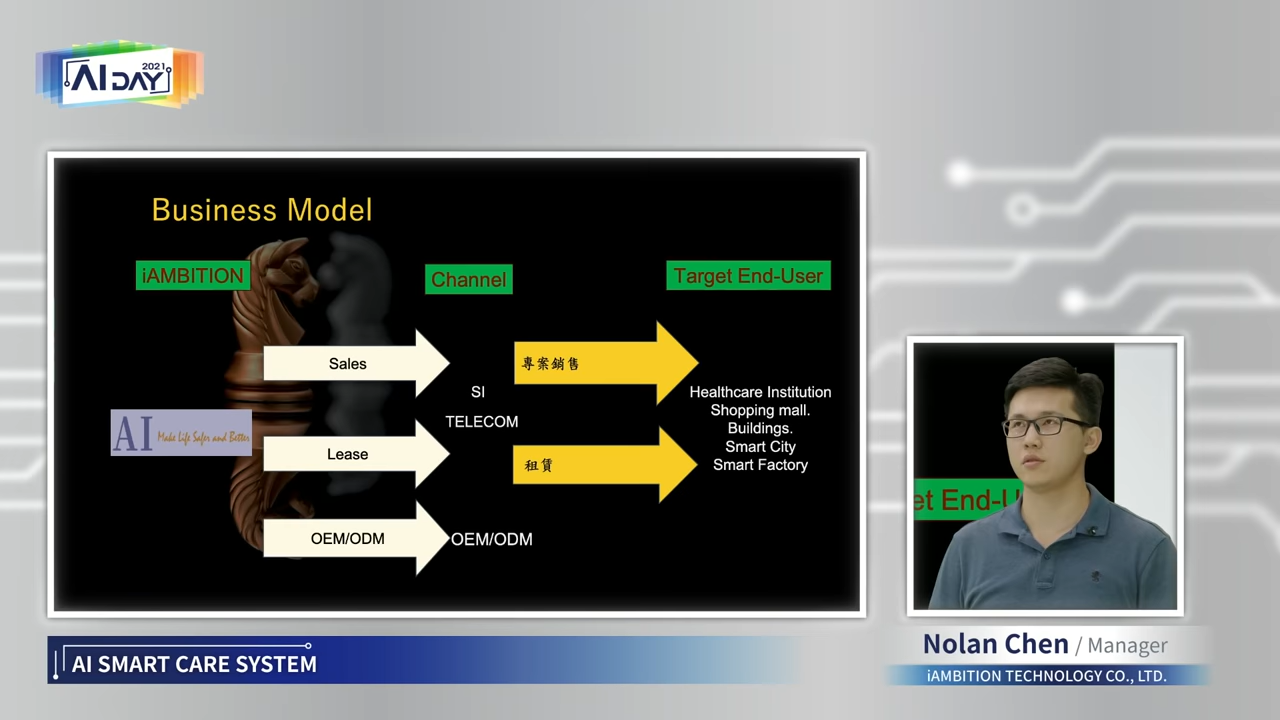 AI DAY 2021
Business Model
iAMBITION
Channel
Target End-User
Sales
專案銷售
SI
TELECOM
Healthcare Institution
Shopping mall.
Buildings.
Smart City
Smart Factory
AI Make Life Safer and Better
Lease
租賃
OEM/ODM
OEM/ODM
et End-U
AI SMART CARE SYSTEM
Nolan Chen / Manager
iAMBITION TECHNOLOGY CO., LTD.